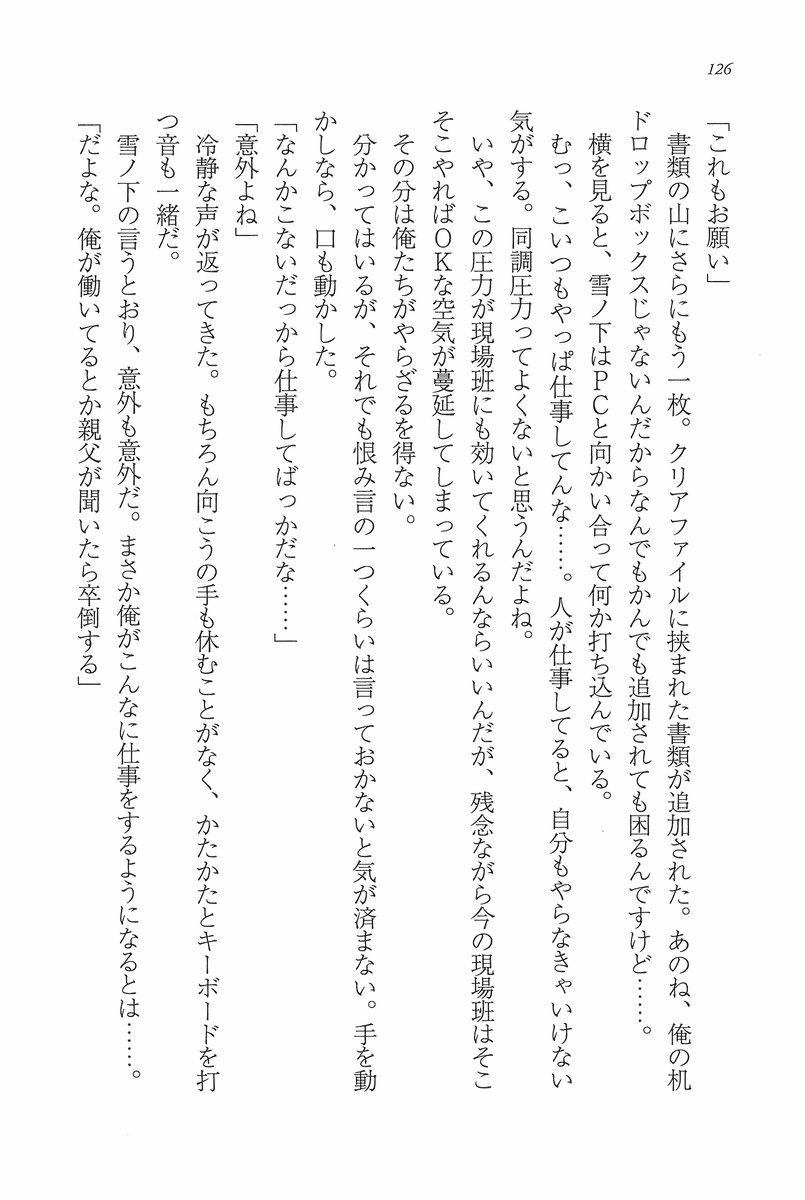 126
「これもお願い」
　書類の山にさらにもう一枚。クリアファイルに挟まれた書類が追加された。あのね、俺の机
ドロップボックスじゃないんだからなんでもかんでも追加されても困るんですけど……。
　横を見ると、雪ノ下はPCと向かい合って何か打ち込んでいる。
　むっ、こいつもやっぱ仕事してんな……。人が仕事してると、自分もやらなきゃいけない
気がする。同調圧力ってよくないと思うんだよね。
　いや、この圧力が現場班にも効いてくれるんならいいんだが、残念ながら今の現場班はそこ
そこやればOKな空気が蔓延してしまっている。
　その分は俺たちがやらざるを得ない。
　分かってはいるが、それでも恨み言の一つくらいは言っておかないと気が済まない。手を動
かしなら、口も動かした。
「なんかこないだっから仕事してばっかだな……」
「意外よね」
　冷静な声が返ってきた。もちろん向こうの手も休むことがなく、かたかたとキーボードを打
つ音も一緒だ。
　雪ノ下の言うとおり、意外も意外だ。まさか俺がこんなに仕事をするようになるとは……。
「だよな。俺が働いてるとか親父が聞いたら卒倒する」